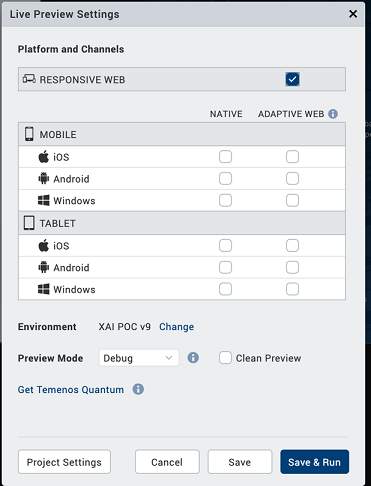 Live Preview Settings
Platform and Channels
RESPONSIVE WEB
NATIVE ADAPTIVE WEB
MOBILE
iOS
Android
Windows
TABLET
iOS
Android
Windows
Environment XAI POC v9 Change
Preview Mode Debug Clean Preview
Get Temenos Quantum
Project Settings Cancel Save Save & Run